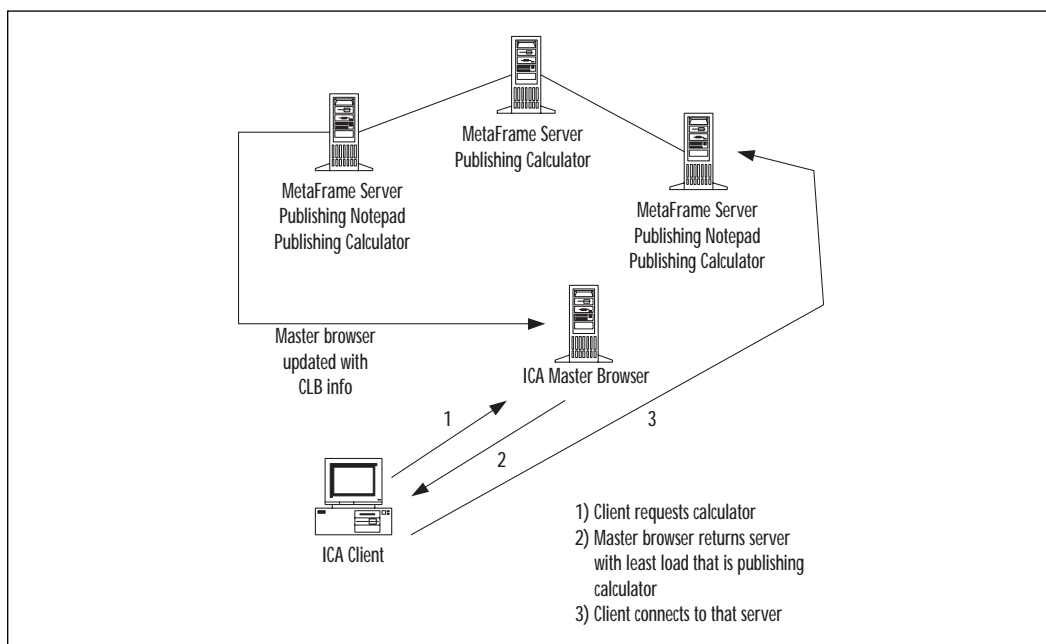 MetaFrame Server
Publishing Calculator
MetaFrame Server
Publishing Notepad
Publishing Calculator
MetaFrame Server
Publishing Notepad
Publishing Calculator
Master browser
updated with
CLB info
ICA Master Browser
1
2
3
ICA Client
1) Client requests calculator
2) Master browser returns server
with least load that is publishing
calculator
3) Client connects to that server